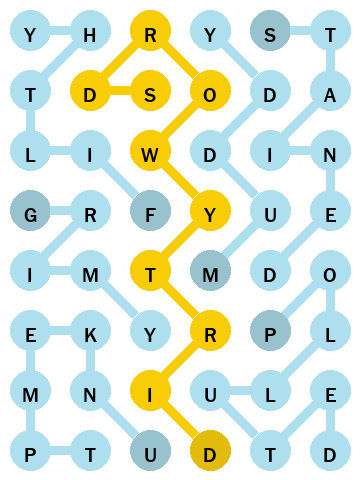 Y H R Y S T
T D S O D A
L I W D I N
G R F Y U E
I M T M D O
E K Y R P L
M N I U L E
P T U D T D